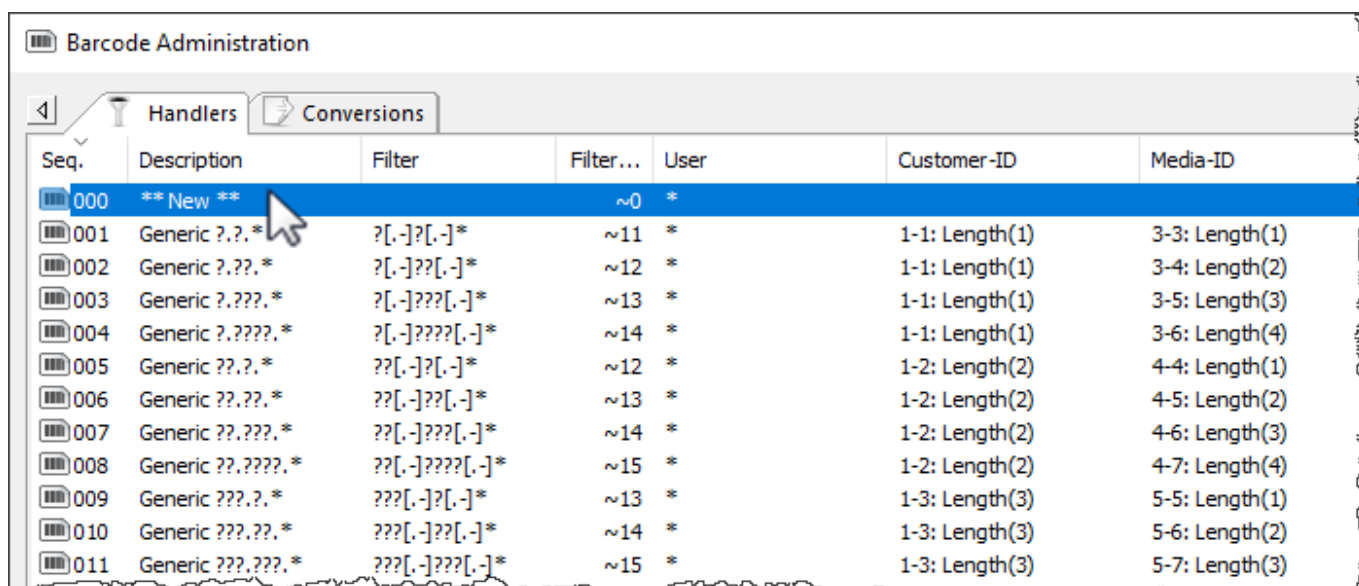 Barcode Administration
Handlers Conversions
Seq. Description Filter Filter... User Customer-ID Media-ID
000 ** New ** ~0 *
001 Generic ?.?.* ?[.-]?[.-]* ~11 * 1-1: Length(1) 3-3: Length(1)
002 Generic ?.??.* ?[.-]??[.-]* ~12 * 1-1: Length(1) 3-4: Length(2)
003 Generic ?.???.* ?[.-]???[.-]* ~13 * 1-1: Length(1) 3-5: Length(3)
004 Generic ?.????.* ?[.-]????[.-]* ~14 * 1-1: Length(1) 3-6: Length(4)
005 Generic ??.?.* ??[.-]?[.-]* ~12 * 1-2: Length(2) 4-4: Length(1)
006 Generic ??.??.* ??[.-]??[.-]* ~13 * 1-2: Length(2) 4-5: Length(2)
007 Generic ??.???.* ??[.-]???[.-]* ~14 * 1-2: Length(2) 4-6: Length(3)
008 Generic ??.????.* ??[.-]????[.-]* ~15 * 1-2: Length(2) 4-7: Length(4)
009 Generic ???.?.* ???[.-]?[.-]* ~13 * 1-3: Length(3) 5-5: Length(1)
010 Generic ???.??.* ???[.-]??[.-]* ~14 * 1-3: Length(3) 5-6: Length(2)
011 Generic ???.???.* ???[.-]???[.-]* ~15 * 1-3: Length(3) 5-7: Length(3)